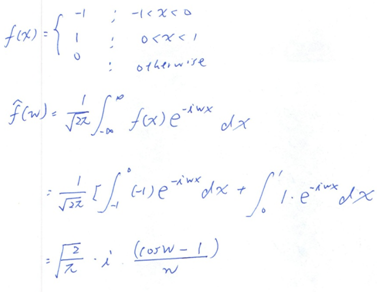 f(x) = { -1 ; -1 < x < 0
1 ; 0 < x < 1
0 : otherwise
f̂(w) = 1/√2π ∫_{-∞}^{∞} f(x) e^{-iwx} dx
= 1/√2π [ ∫_{-1}^{0} (-1) e^{-iwx} dx + ∫_{0}^{1} 1 · e^{-iwx} dx
= √(2/π) · i · (cos w - 1)/w